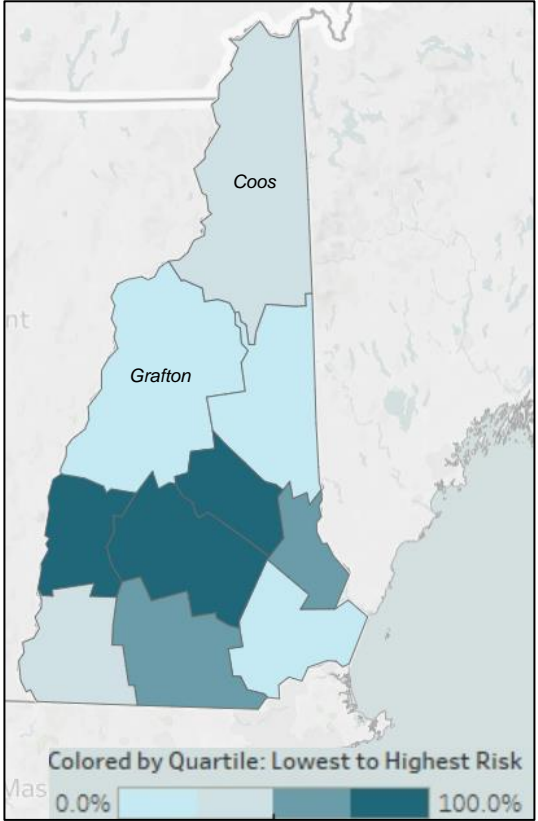 Coos
nt
Grafton
Colored by Quartile: Lowest to Highest Risk
Mas
0.0%
100.0%